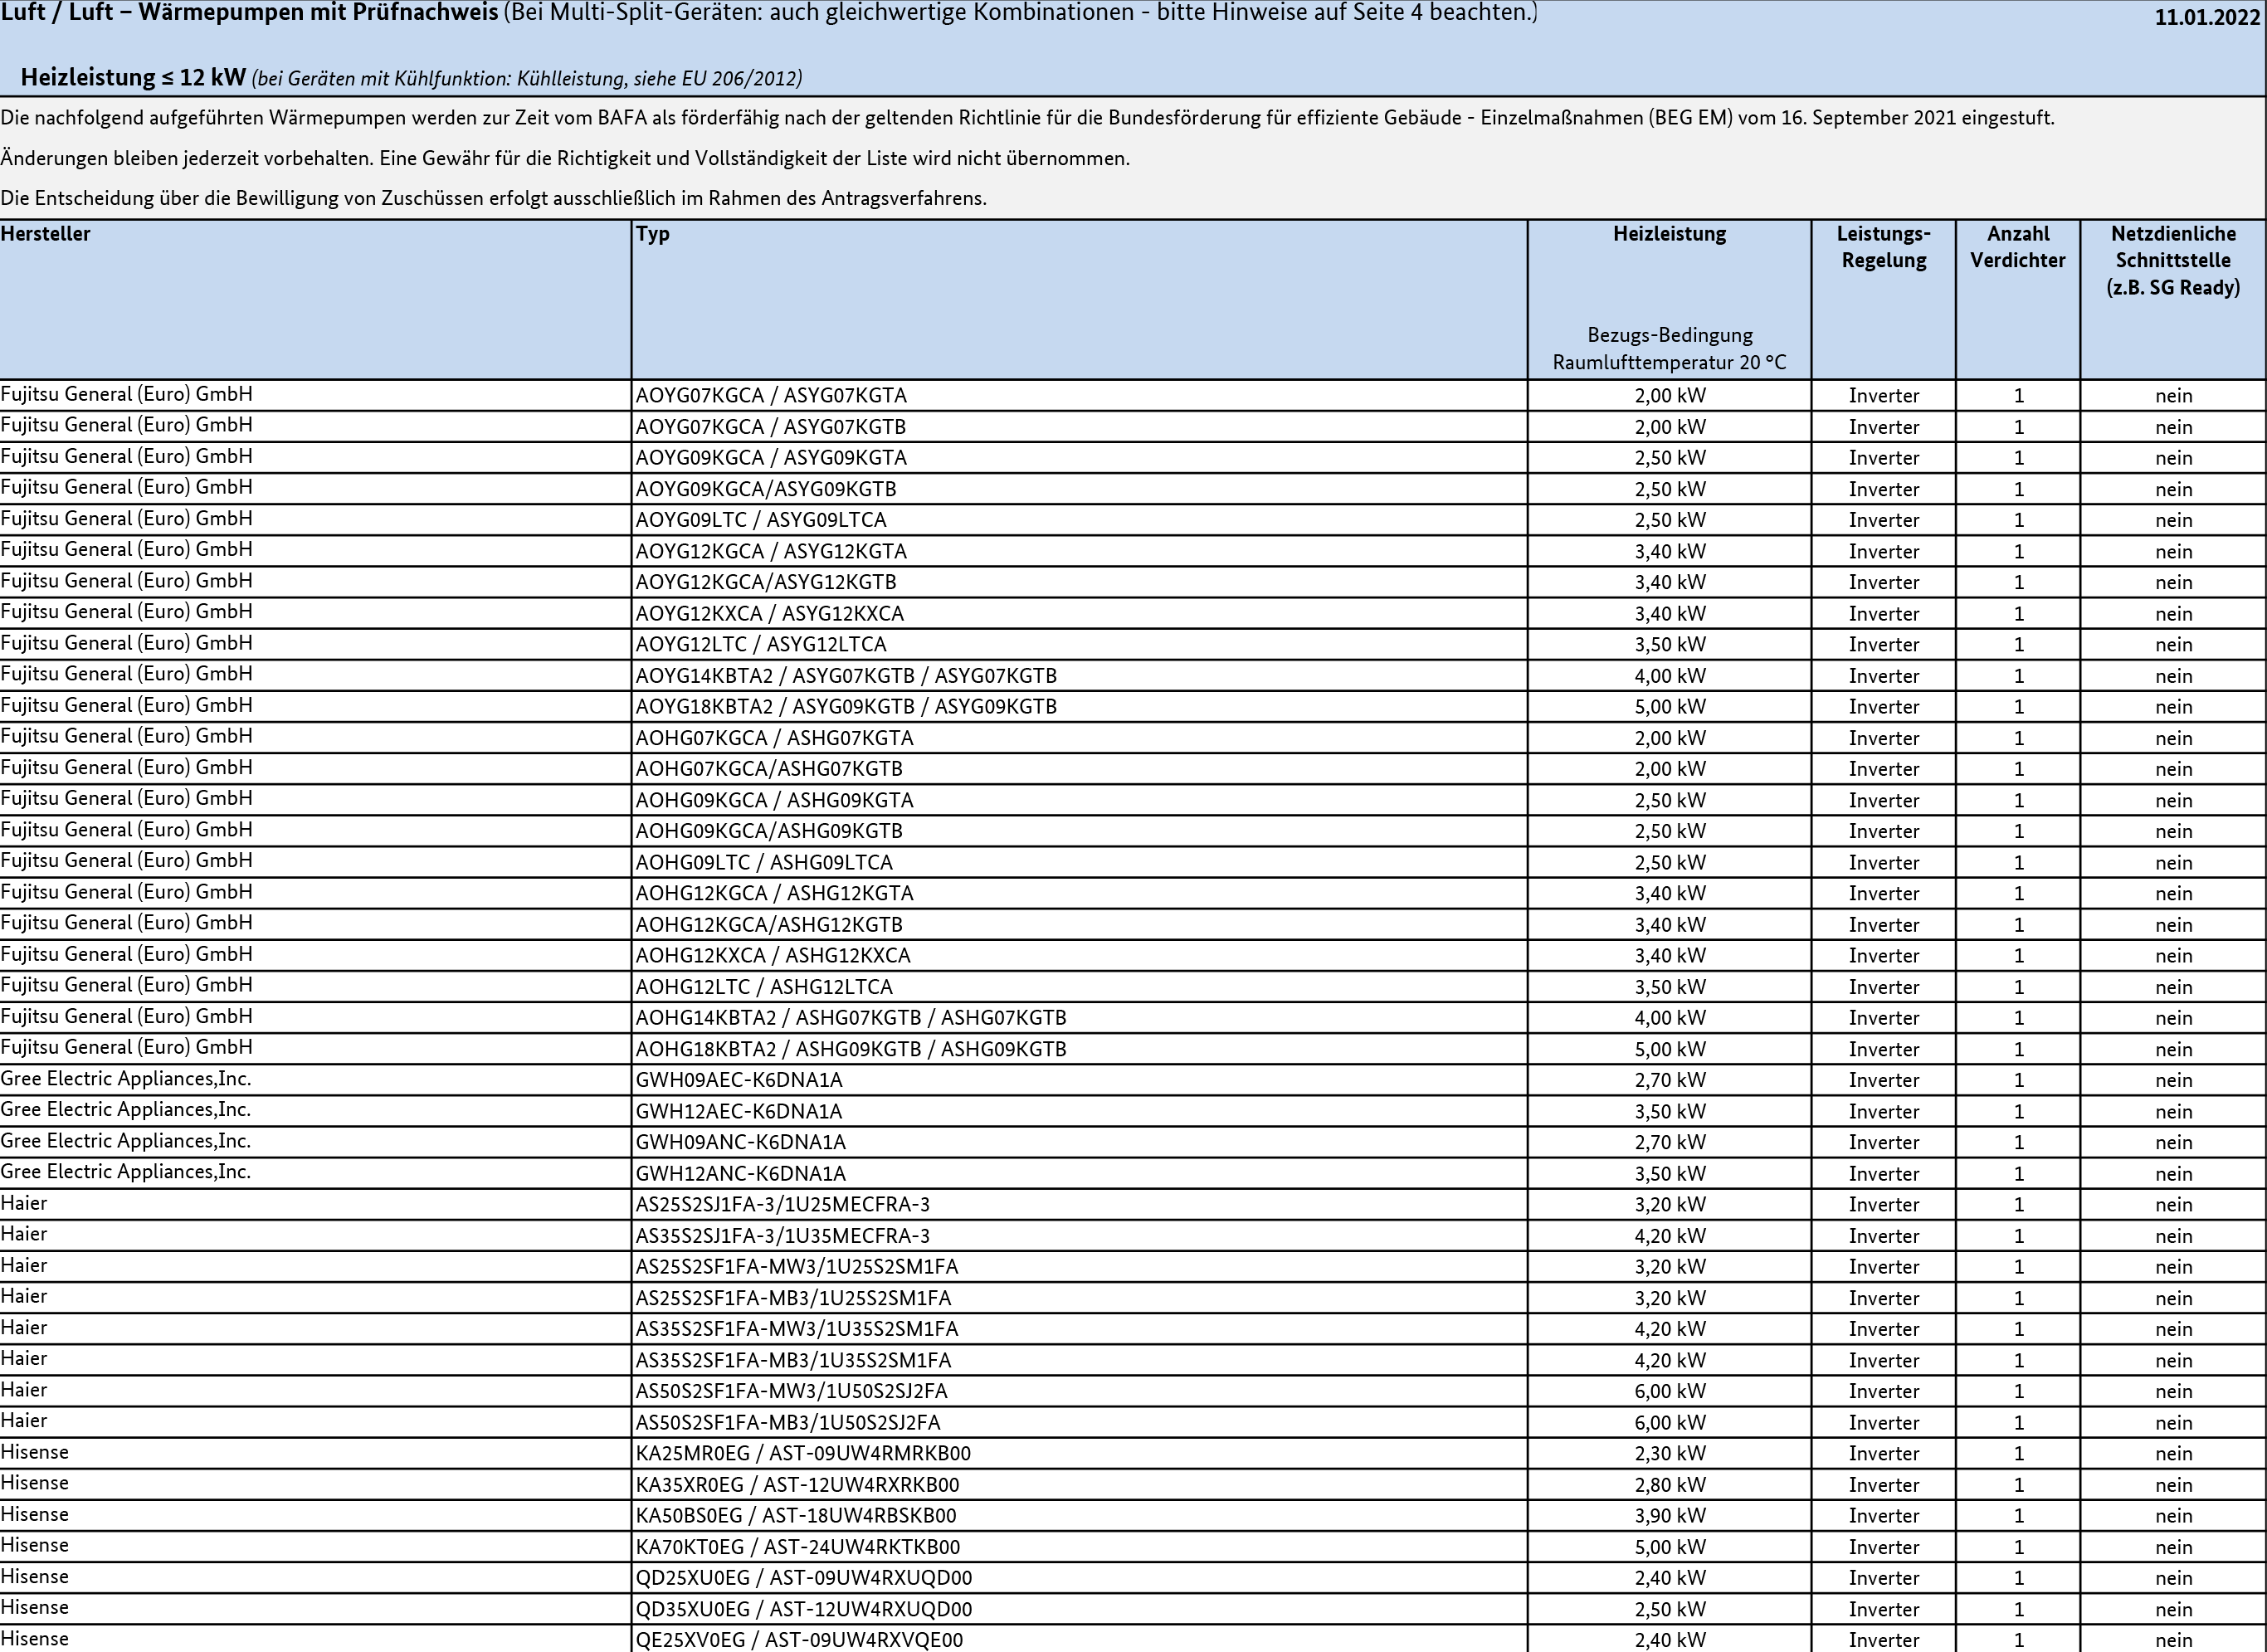 Luft / Luft – Wärmepumpen mit Prüfnachweis (Bei Multi-Split-Geräten: auch gleichwertige Kombinationen - bitte Hinweise auf Seite 4 beachten.) 11.01.2022
Heizleistung ≤ 12 kW (bei Geräten mit Kühlfunktion: Kühlleistung, siehe EU 206/2012)
Die nachfolgend aufgeführten Wärmepumpen werden zur Zeit vom BAFA als förderfähig nach der geltenden Richtlinie für die Bundesförderung für effiziente Gebäude - Einzelmaßnahmen (BEG EM) vom 16. September 2021 eingestuft.
Änderungen bleiben jederzeit vorbehalten. Eine Gewähr für die Richtigkeit und Vollständigkeit der Liste wird nicht übernommen.
Die Entscheidung über die Bewilligung von Zuschüssen erfolgt ausschließlich im Rahmen des Antragsverfahrens.
Hersteller Typ Heizleistung Leistungs- Anzahl Netzdienliche
Regelung Verdichter Schnittstelle
(z.B. SG Ready)
Bezugs-Bedingung
Raumlufttemperatur 20 °C
Fujitsu General (Euro) GmbH AOYG07KGCA / ASYG07KGTA 2,00 kW Inverter 1 nein
Fujitsu General (Euro) GmbH AOYG07KGCA / ASYG07KGTB 2,00 kW Inverter 1 nein
Fujitsu General (Euro) GmbH AOYG09KGCA / ASYG09KGTA 2,50 kW Inverter 1 nein
Fujitsu General (Euro) GmbH AOYG09KGCA/ASYG09KGTB 2,50 kW Inverter 1 nein
Fujitsu General (Euro) GmbH AOYG09LTC / ASYG09LTCA 2,50 kW Inverter 1 nein
Fujitsu General (Euro) GmbH AOYG12KGCA / ASYG12KGTA 3,40 kW Inverter 1 nein
Fujitsu General (Euro) GmbH AOYG12KGCA/ASYG12KGTB 3,40 kW Inverter 1 nein
Fujitsu General (Euro) GmbH AOYG12KXCA / ASYG12KXCA 3,40 kW Inverter 1 nein
Fujitsu General (Euro) GmbH AOYG12LTC / ASYG12LTCA 3,50 kW Inverter 1 nein
Fujitsu General (Euro) GmbH AOYG14KBTA2 / ASYG07KGTB / ASYG07KGTB 4,00 kW Inverter 1 nein
Fujitsu General (Euro) GmbH AOYG18KBTA2 / ASYG09KGTB / ASYG09KGTB 5,00 kW Inverter 1 nein
Fujitsu General (Euro) GmbH AOHG07KGCA / ASHG07KGTA 2,00 kW Inverter 1 nein
Fujitsu General (Euro) GmbH AOHG07KGCA/ASHG07KGTB 2,00 kW Inverter 1 nein
Fujitsu General (Euro) GmbH AOHG09KGCA / ASHG09KGTA 2,50 kW Inverter 1 nein
Fujitsu General (Euro) GmbH AOHG09KGCA/ASHG09KGTB 2,50 kW Inverter 1 nein
Fujitsu General (Euro) GmbH AOHG09LTC / ASHG09LTCA 2,50 kW Inverter 1 nein
Fujitsu General (Euro) GmbH AOHG12KGCA / ASHG12KGTA 3,40 kW Inverter 1 nein
Fujitsu General (Euro) GmbH AOHG12KGCA/ASHG12KGTB 3,40 kW Inverter 1 nein
Fujitsu General (Euro) GmbH AOHG12KXCA / ASHG12KXCA 3,40 kW Inverter 1 nein
Fujitsu General (Euro) GmbH AOHG12LTC / ASHG12LTCA 3,50 kW Inverter 1 nein
Fujitsu General (Euro) GmbH AOHG14KBTA2 / ASHG07KGTB / ASHG07KGTB 4,00 kW Inverter 1 nein
Fujitsu General (Euro) GmbH AOHG18KBTA2 / ASHG09KGTB / ASHG09KGTB 5,00 kW Inverter 1 nein
Gree Electric Appliances,Inc. GWH09AEC-K6DNA1A 2,70 kW Inverter 1 nein
Gree Electric Appliances,Inc. GWH12AEC-K6DNA1A 3,50 kW Inverter 1 nein
Gree Electric Appliances,Inc. GWH09ANC-K6DNA1A 2,70 kW Inverter 1 nein
Gree Electric Appliances,Inc. GWH12ANC-K6DNA1A 3,50 kW Inverter 1 nein
Haier AS25S2SJ1FA-3/1U25MECFRA-3 3,20 kW Inverter 1 nein
Haier AS35S2SJ1FA-3/1U35MECFRA-3 4,20 kW Inverter 1 nein
Haier AS25S2SF1FA-MW3/1U25S2SM1FA 3,20 kW Inverter 1 nein
Haier AS25S2SF1FA-MB3/1U25S2SM1FA 3,20 kW Inverter 1 nein
Haier AS35S2SF1FA-MW3/1U35S2SM1FA 4,20 kW Inverter 1 nein
Haier AS35S2SF1FA-MB3/1U35S2SM1FA 4,20 kW Inverter 1 nein
Haier AS50S2SF1FA-MW3/1U50S2SJ2FA 6,00 kW Inverter 1 nein
Haier AS50S2SF1FA-MB3/1U50S2SJ2FA 6,00 kW Inverter 1 nein
Hisense KA25MR0EG / AST-09UW4RMRKB00 2,30 kW Inverter 1 nein
Hisense KA35XR0EG / AST-12UW4RXRKB00 2,80 kW Inverter 1 nein
Hisense KA50BS0EG / AST-18UW4RBSKB00 3,90 kW Inverter 1 nein
Hisense KA70KT0EG / AST-24UW4RKTKB00 5,00 kW Inverter 1 nein
Hisense QD25XU0EG / AST-09UW4RXUQD00 2,40 kW Inverter 1 nein
Hisense QD35XU0EG / AST-12UW4RXUQD00 2,50 kW Inverter 1 nein
Hisense QE25XV0EG / AST-09UW4RXVQE00 2,40 kW Inverter 1 nein